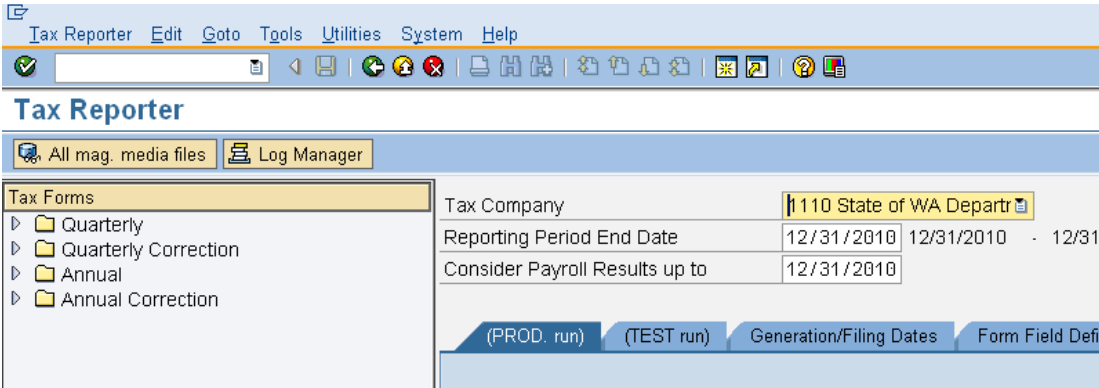 Tax Reporter Edit Goto Tools Utilities System Help
Tax Reporter
All mag. media files Log Manager
Tax Forms
Quarterly
Quarterly Correction
Annual
Annual Correction
Tax Company 1110 State of WA Departr
Reporting Period End Date 12/31/2010 12/31/2010 - 12/31
Consider Payroll Results up to 12/31/2010
(PROD. run) (TEST run) Generation/Filing Dates Form Field Defi